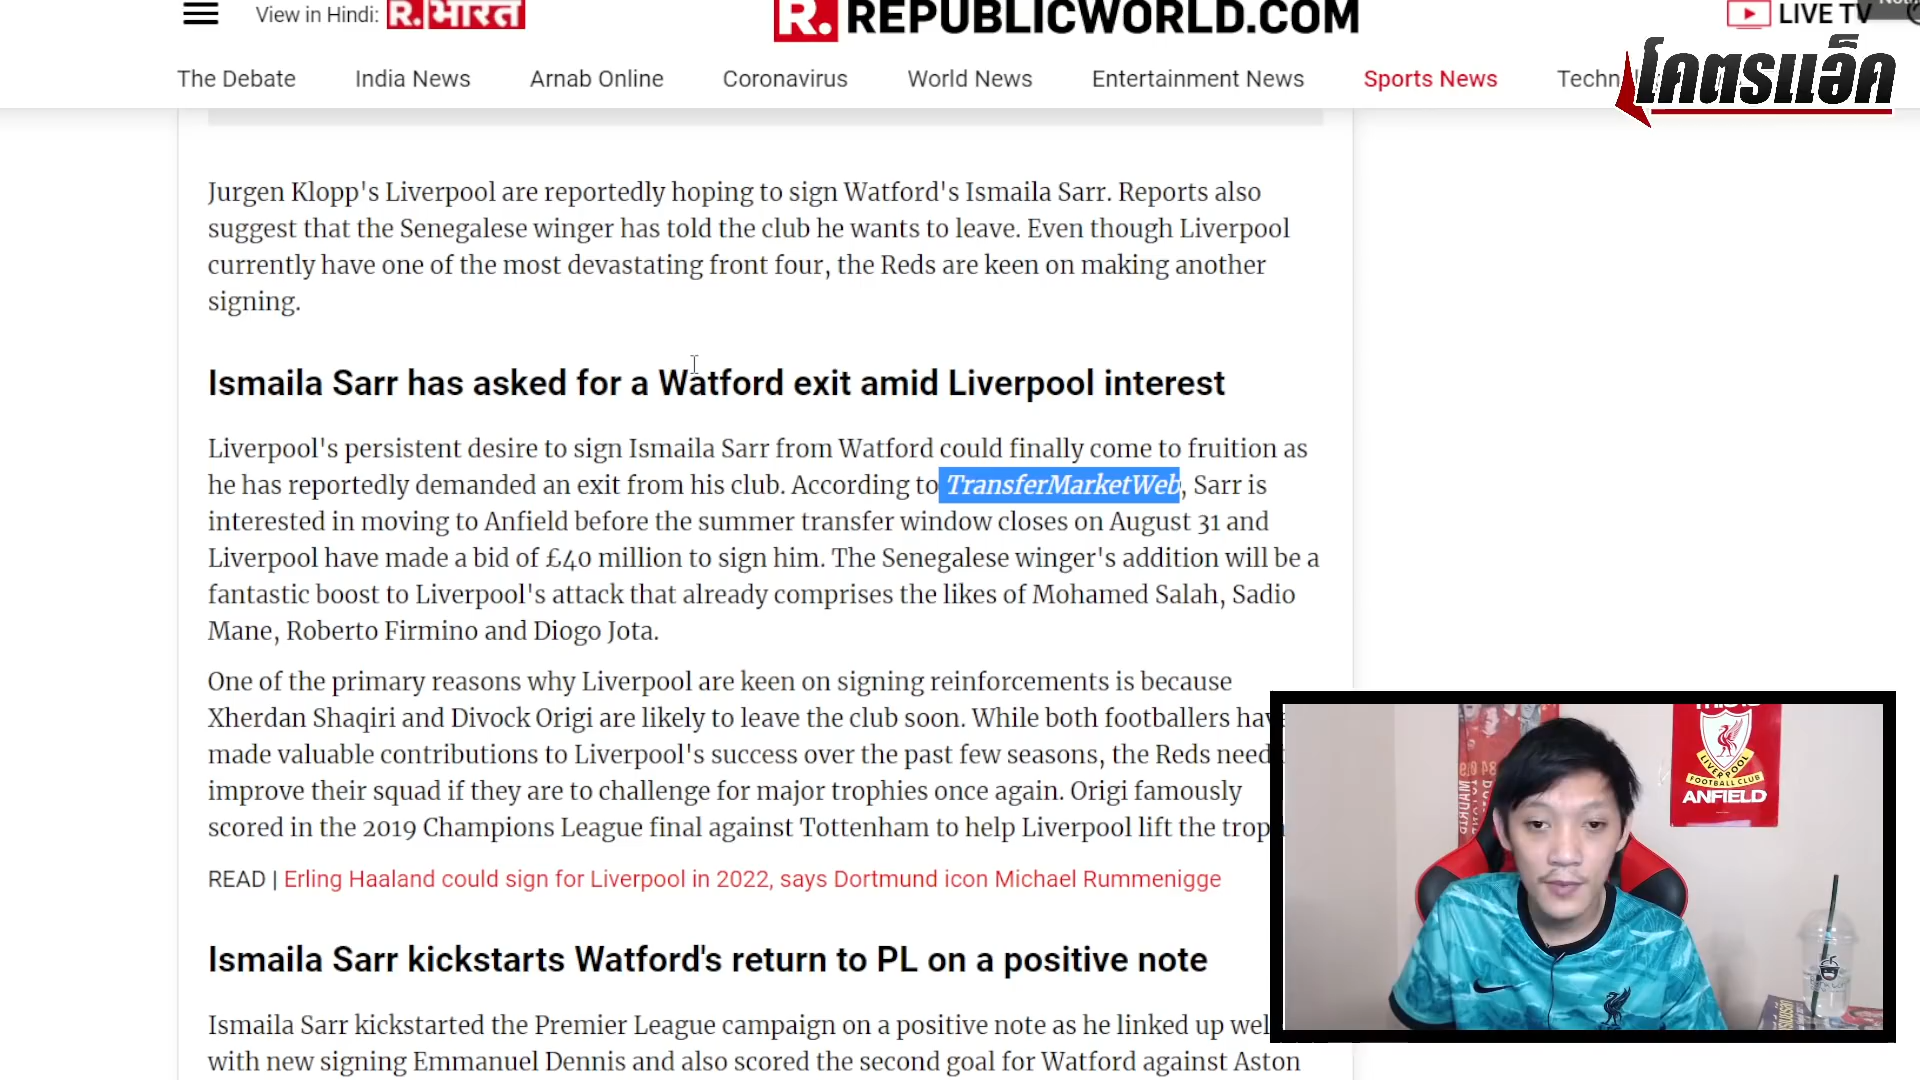 View in Hindi: R.भारत
R. REPUBLICWORLD.COM
LIVE TV
The Debate India News Arnab Online Coronavirus World News Entertainment News Sports News
โคตรแอ็ค
Jurgen Klopp's Liverpool are reportedly hoping to sign Watford's Ismaila Sarr. Reports also
suggest that the Senegalese winger has told the club he wants to leave. Even though Liverpool
currently have one of the most devastating front four, the Reds are keen on making another
signing.
Ismaila Sarr has asked for a Watford exit amid Liverpool interest
Liverpool's persistent desire to sign Ismaila Sarr from Watford could finally come to fruition as
he has reportedly demanded an exit from his club. According to TransferMarketWeb, Sarr is
interested in moving to Anfield before the summer transfer window closes on August 31 and
Liverpool have made a bid of £40 million to sign him. The Senegalese winger's addition will be a
fantastic boost to Liverpool's attack that already comprises the likes of Mohamed Salah, Sadio
Mane, Roberto Firmino and Diogo Jota.
One of the primary reasons why Liverpool are keen on signing reinforcements is because
Xherdan Shaqiri and Divock Origi are likely to leave the club soon. While both footballers have
made valuable contributions to Liverpool's success over the past few seasons, the Reds need
improve their squad if they are to challenge for major trophies once again. Origi famously
scored in the 2019 Champions League final against Tottenham to help Liverpool lift the trop
READ | Erling Haaland could sign for Liverpool in 2022, says Dortmund icon Michael Rummenigge
Ismaila Sarr kickstarts Watford's return to PL on a positive note
Ismaila Sarr kickstarted the Premier League campaign on a positive note as he linked up wel
with new signing Emmanuel Dennis and also scored the second goal for Watford against Aston
THIS IS
LIVERPOOL
FOOTBALL CLUB
ANFIELD